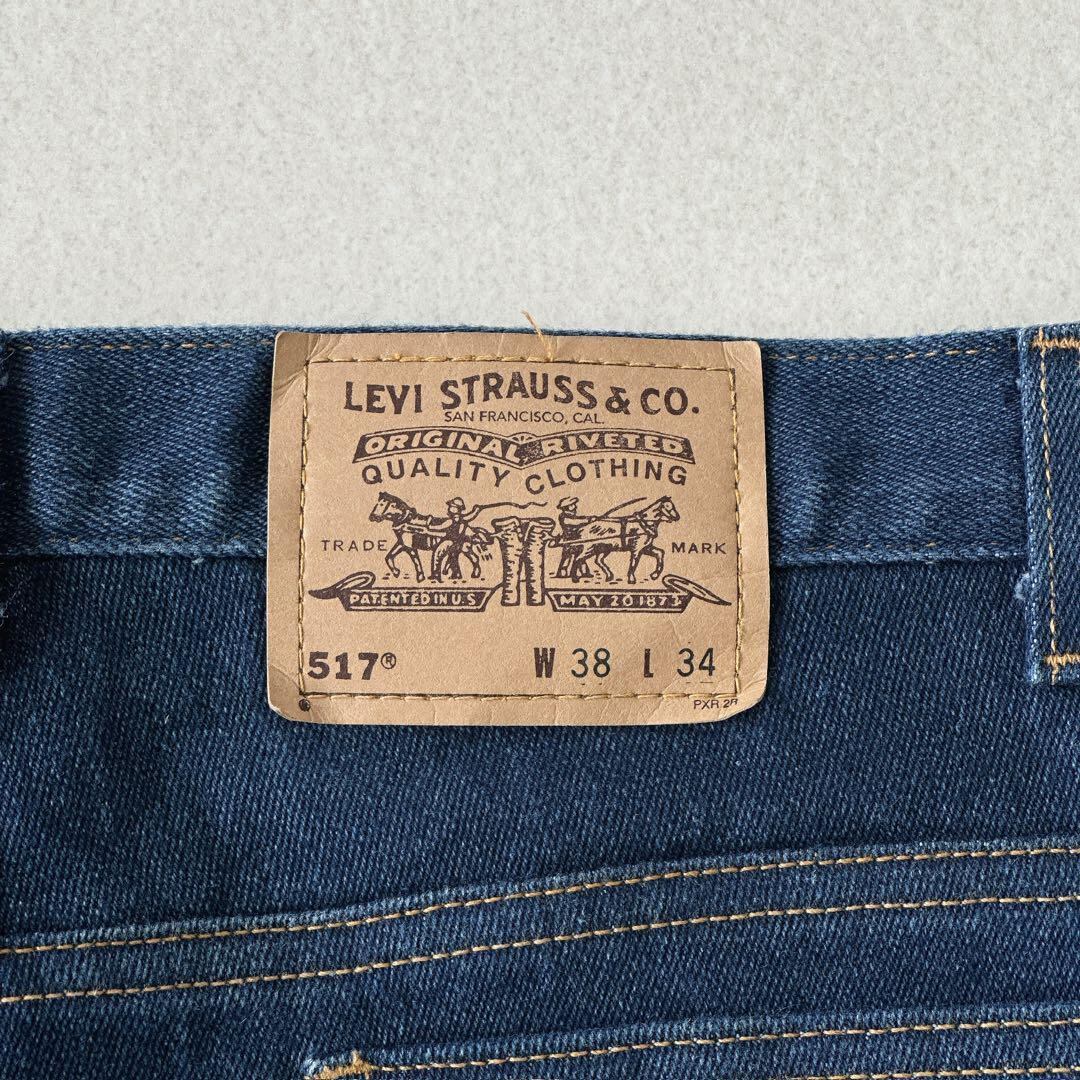 LEVI STRAUSS & CO.
SAN FRANCISCO, CAL.
ORIGINAL RIVETED
QUALITY CLOTHING
TRADE MARK
PATENTED IN U.S MAY 20 1873
517® W 38 L 34
PXR